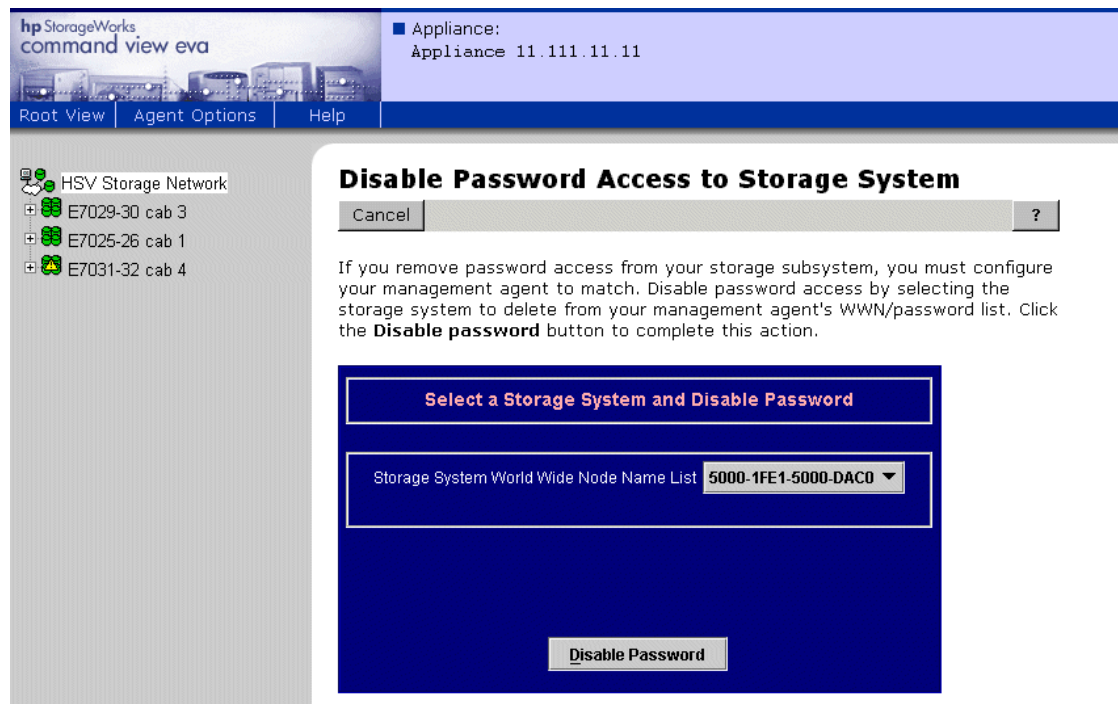 hp StorageWorks
command view eva
Appliance:
Appliance 11.111.11.11
Root View
Agent Options
Help
HSV Storage Network
E7029-30 cab 3
E7025-26 cab 1
E7031-32 cab 4
Disable Password Access to Storage System
Cancel
?
If you remove password access from your storage subsystem, you must configure
your management agent to match. Disable password access by selecting the
storage system to delete from your management agent's WWN/password list. Click
the Disable password button to complete this action.
Select a Storage System and Disable Password
Storage System World Wide Node Name List 5000-1FE1-5000-DAC0
Disable Password